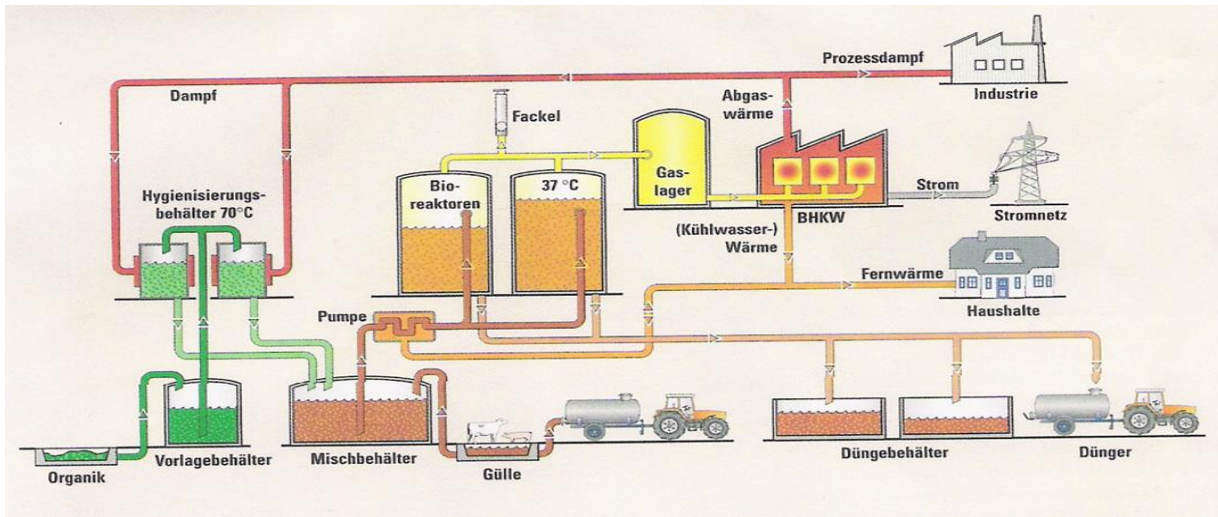 Prozessdampf
Industrie
Dampf
Abgas-
wärme
Fackel
Hygienisierungs-
behälter 70°C
Bio-
reaktoren
37 °C
Gas-
lager
BHKW
Strom
Stromnetz
(Kühlwasser-)
Wärme
Fernwärme
Haushalte
Pumpe
Organik
Vorlagebehälter
Mischbehälter
Gülle
Düngebehälter
Dünger